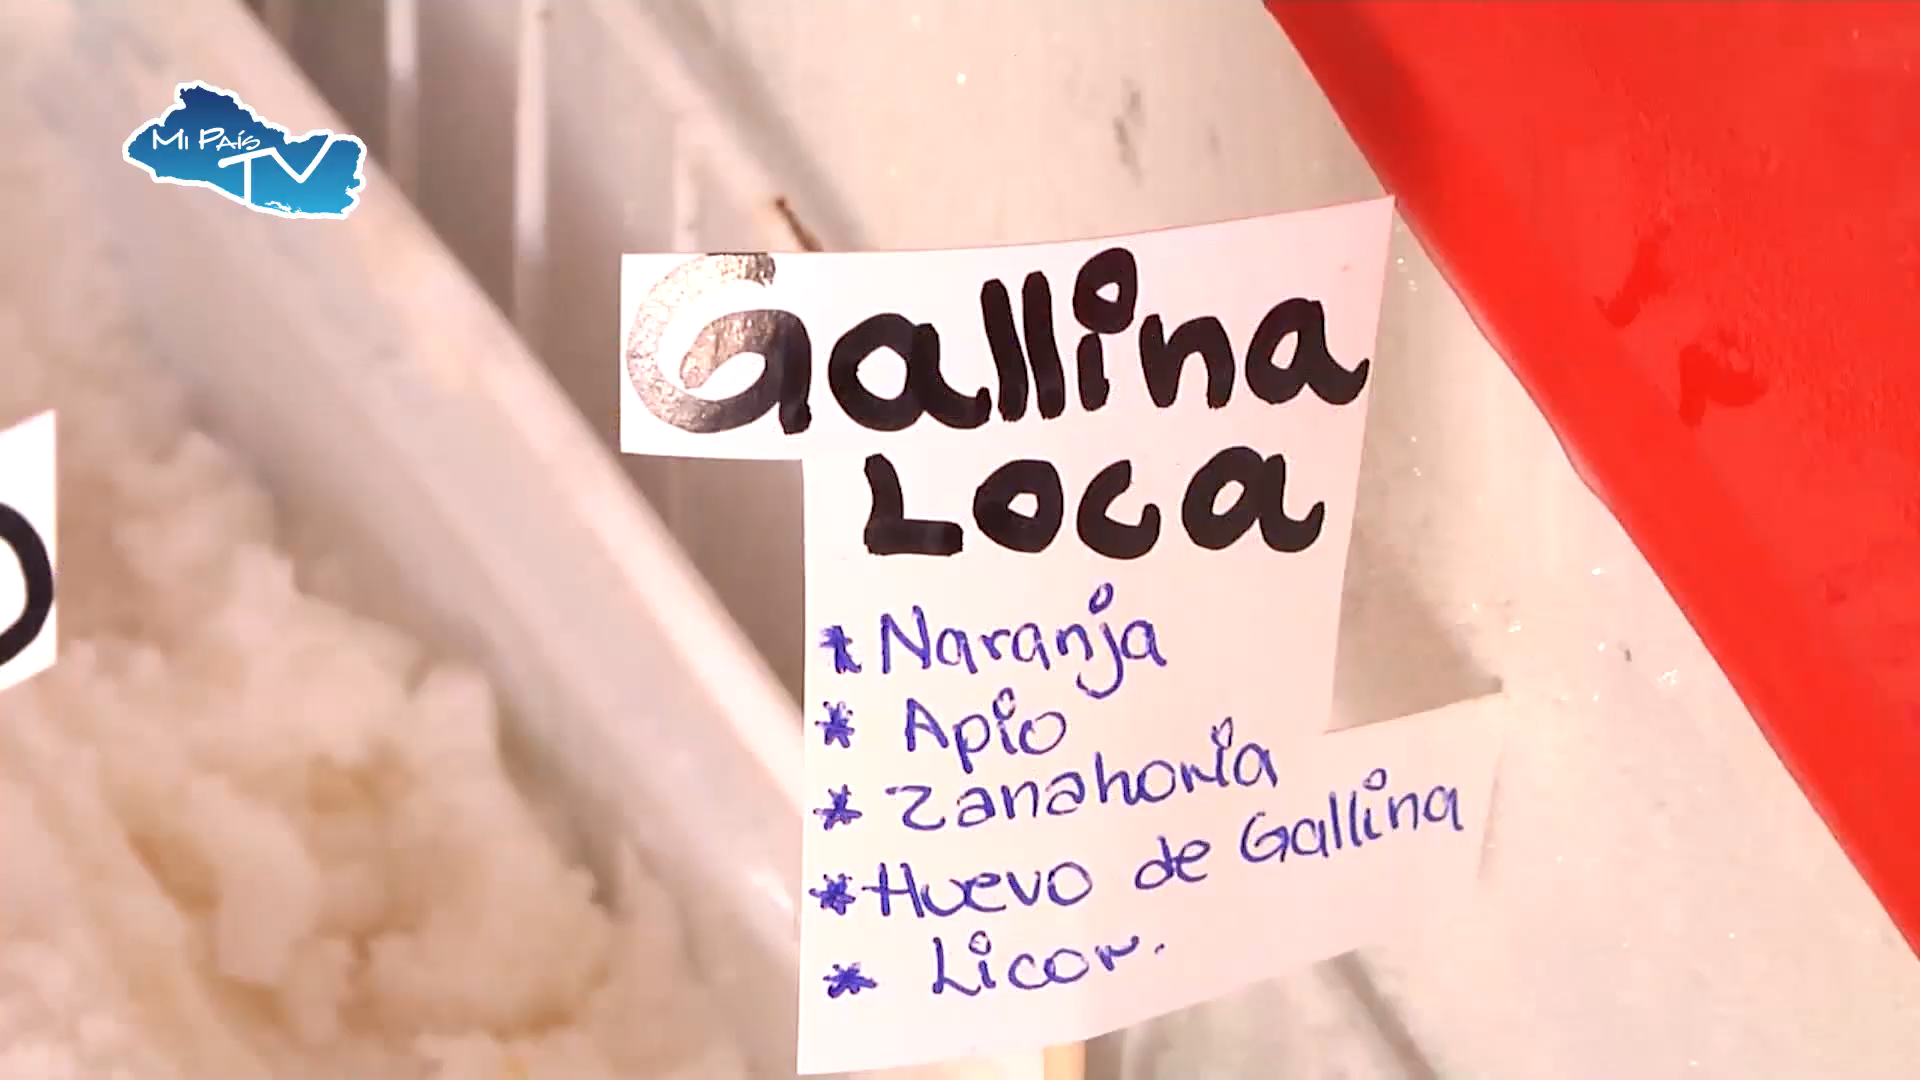 Mi País
TV
Gallina
Loca
* Naranja
* Apio
* Zanahoria
* Huevo de Gallina
* Licor.